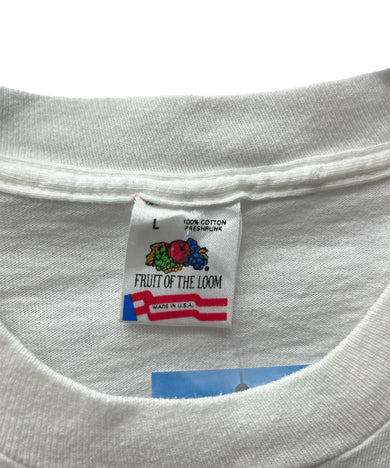 L
100% COTTON
PRESHRUNK
FRUIT OF THE LOOM
MADE IN U.S.A.